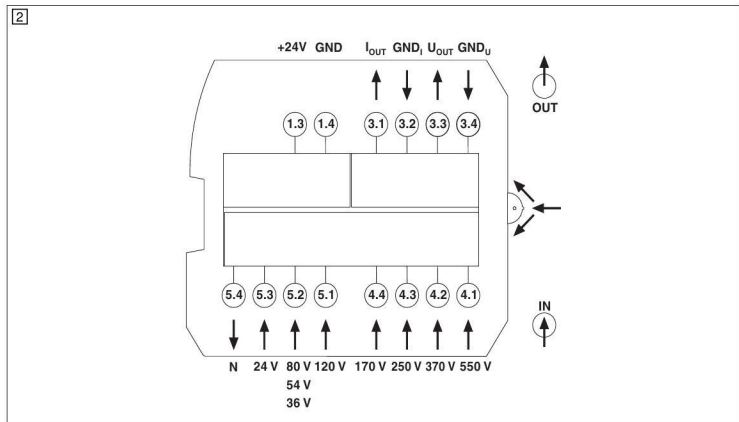 2
+24V GND I_OUT GND_I U_OUT GND_U
OUT
1.3 1.4 3.1 3.2 3.3 3.4
5.4 5.3 5.2 5.1 4.4 4.3 4.2 4.1
IN
N 24 V 80 V 120 V 170 V 250 V 370 V 550 V
54 V
36 V